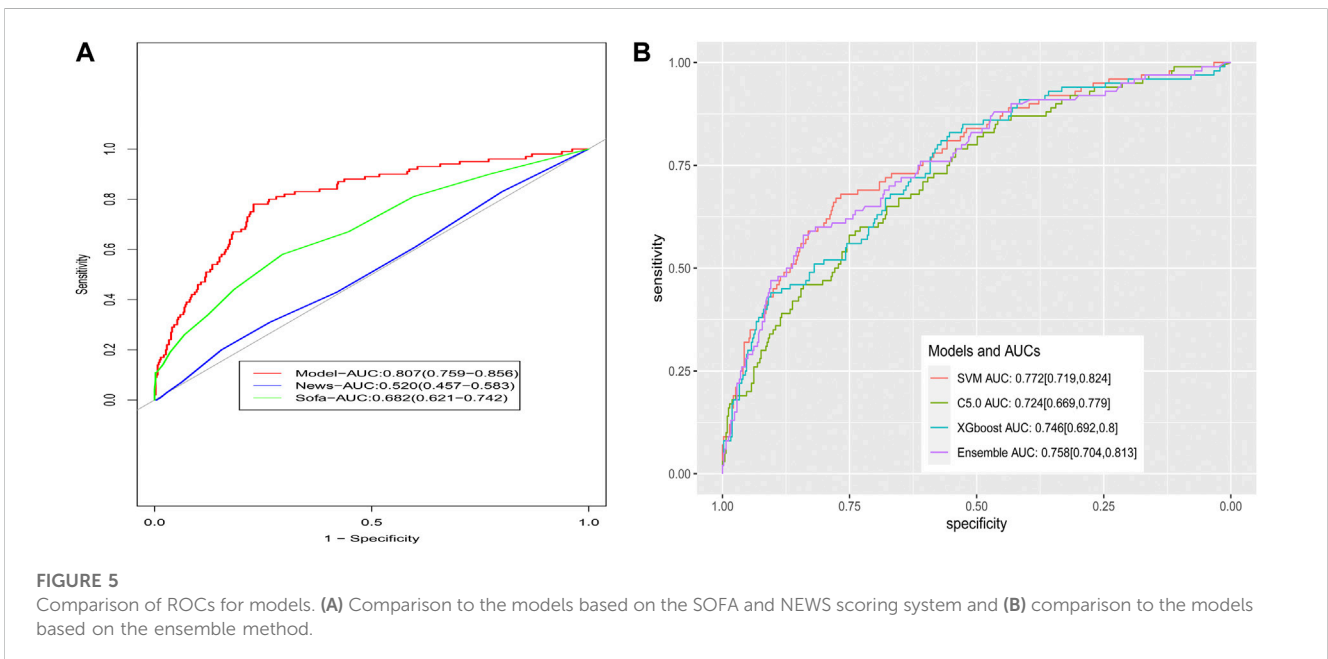 A
Sensitivity
1.0
0.8
0.6
0.4
0.2
0.0
Model-AUC:0.807(0.759-0.856)
News-AUC:0.520(0.457-0.583)
Sofa-AUC:0.682(0.621-0.742)
0.0 0.5 1.0
1 - Specificity
B
sensitivity
1.00
0.75
0.50
0.25
0.00
Models and AUCs
SVM AUC: 0.772[0.719,0.824]
C5.0 AUC: 0.724[0.669,0.779]
XGboost AUC: 0.746[0.692,0.8]
Ensemble AUC: 0.758[0.704,0.813]
1.00 0.75 0.50 0.25 0.00
specificity
FIGURE 5
Comparison of ROCs for models. (A) Comparison to the models based on the SOFA and NEWS scoring system and (B) comparison to the models
based on the ensemble method.